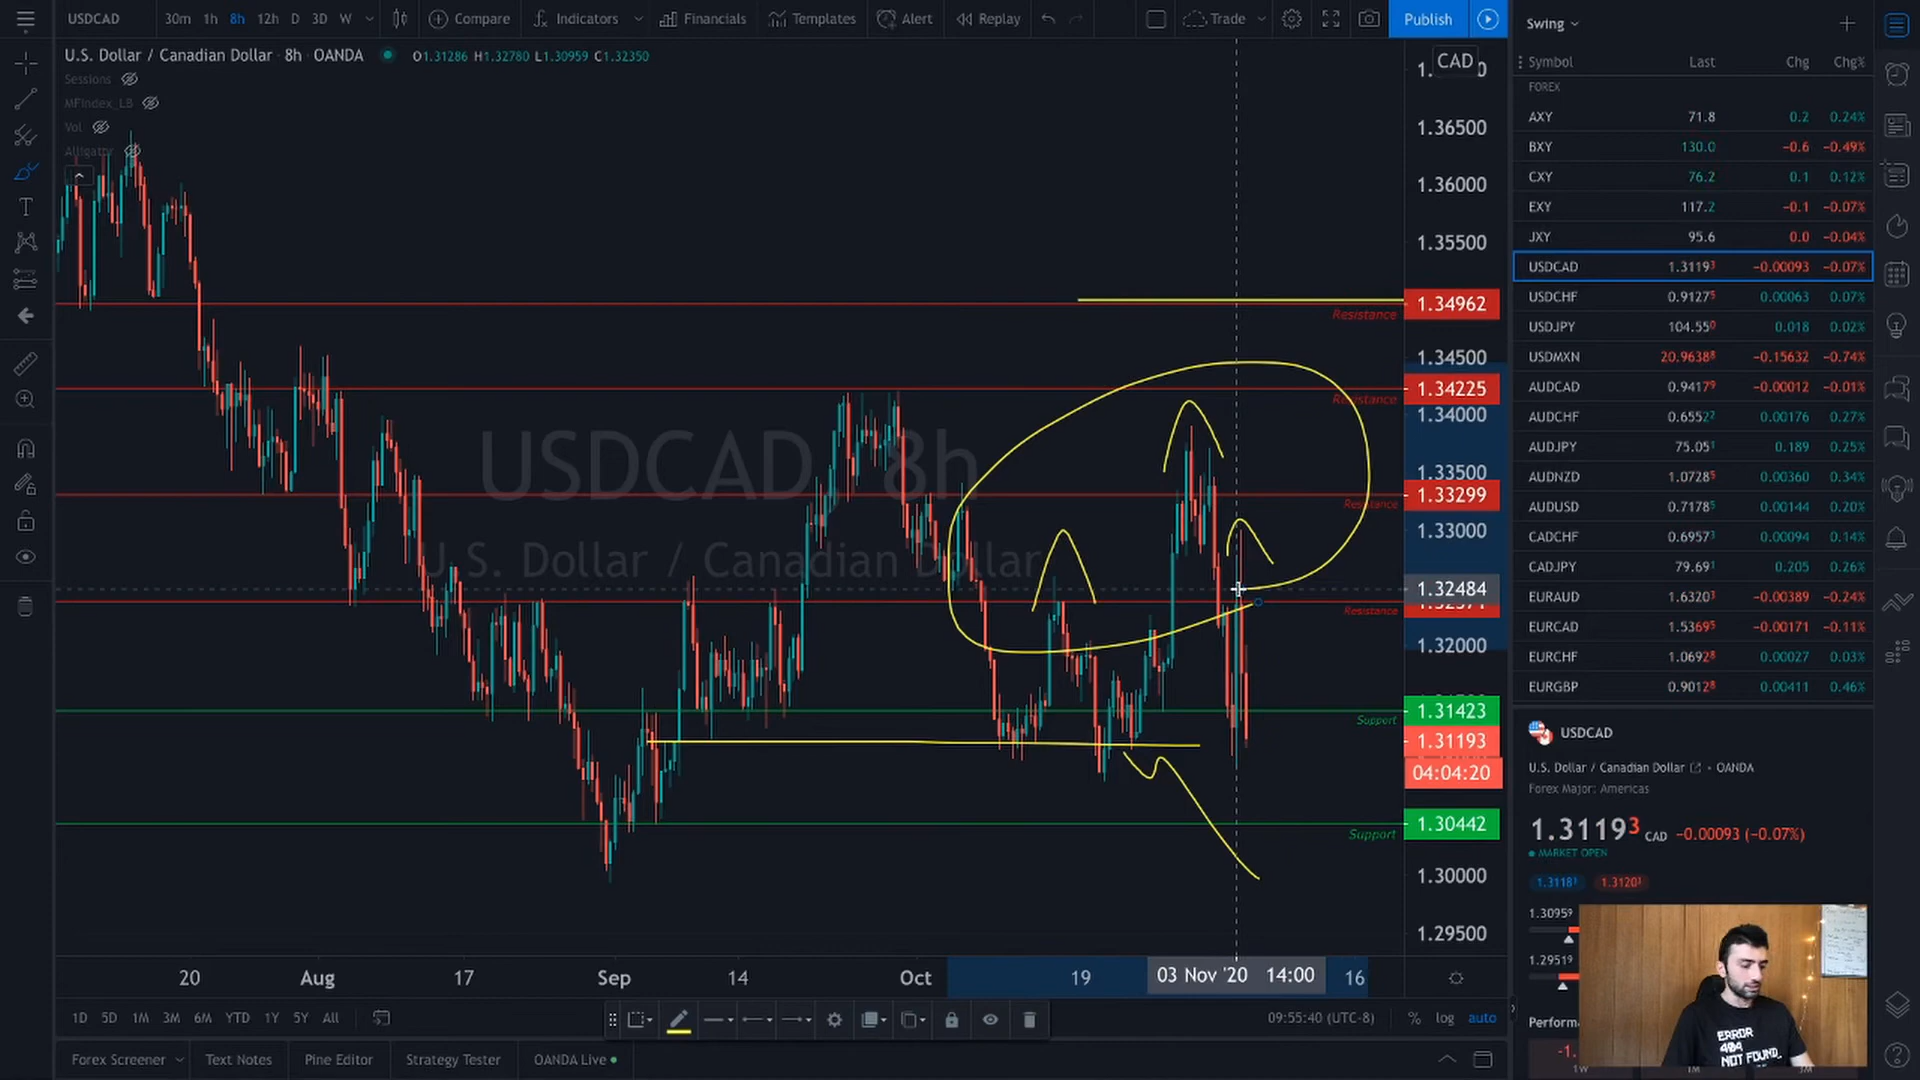 USDCAD 30m 1h 8h 12h D 3D W Compare Indicators Financials Templates Alert Replay Trade Publish
U.S. Dollar / Canadian Dollar · 8h · OANDA O1.31286 H1.32780 L1.30959 C1.32350
Sessions
MFIndex_LB
Vol
Alligator
CAD
1.36500
1.36000
1.35500
1.34962
Resistance
1.34500
1.34225
Resistance
1.34000
1.33500
1.33299
Resistance
1.33000
1.32484
Resistance
1.32000
1.31423
Support
1.31193
04:04:20
1.30442
Support
1.30000
1.29500
USDCAD, 8h
U.S. Dollar / Canadian Dollar
20 Aug 17 Sep 14 Oct 19 03 Nov '20 14:00 16
1D 5D 1M 3M 6M YTD 1Y 5Y All
09:55:40 (UTC-8) % log auto
Forex Screener Text Notes Pine Editor Strategy Tester OANDA Live
Swing
Symbol Last Chg Chg%
FOREX
AXY 71.8 0.2 0.24%
BXY 130.0 −0.6 −0.49%
CXY 76.2 0.1 0.12%
EXY 117.2 −0.1 −0.07%
JXY 95.6 0.0 −0.04%
USDCAD 1.31193 −0.00093 −0.07%
USDCHF 0.91275 0.00063 0.07%
USDJPY 104.550 0.018 0.02%
USDMXN 20.96388 −0.15632 −0.74%
AUDCAD 0.94179 −0.00012 −0.01%
AUDCHF 0.65522 0.00176 0.27%
AUDJPY 75.051 0.189 0.25%
AUDNZD 1.07285 0.00360 0.34%
AUDUSD 0.71785 0.00144 0.20%
CADCHF 0.69573 0.00094 0.14%
CADJPY 79.691 0.205 0.26%
EURAUD 1.63203 −0.00389 −0.24%
EURCAD 1.53695 −0.00171 −0.11%
EURCHF 1.06928 0.00027 0.03%
EURGBP 0.90128 0.00411 0.46%
USDCAD
U.S. Dollar / Canadian Dollar • OANDA
Forex Major: Americas
1.31193 CAD −0.00093 (−0.07%)
MARKET OPEN
1.31181 1.31201
1.30959
1.29519
ERROR
404
NOT FOUND.